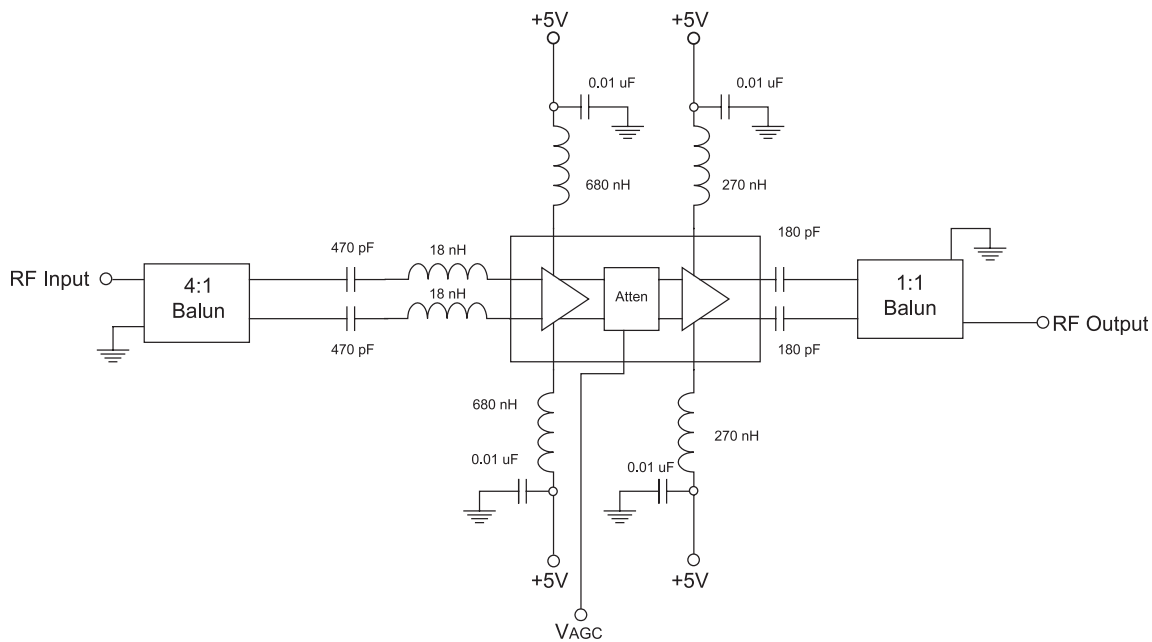 +5V
+5V
0.01 uF
0.01 uF
680 nH
270 nH
470 pF
18 nH
180 pF
RF Input
4:1
Balun
18 nH
Atten
1:1
Balun
RF Output
470 pF
180 pF
680 nH
270 nH
0.01 uF
0.01 uF
+5V
+5V
VAGC